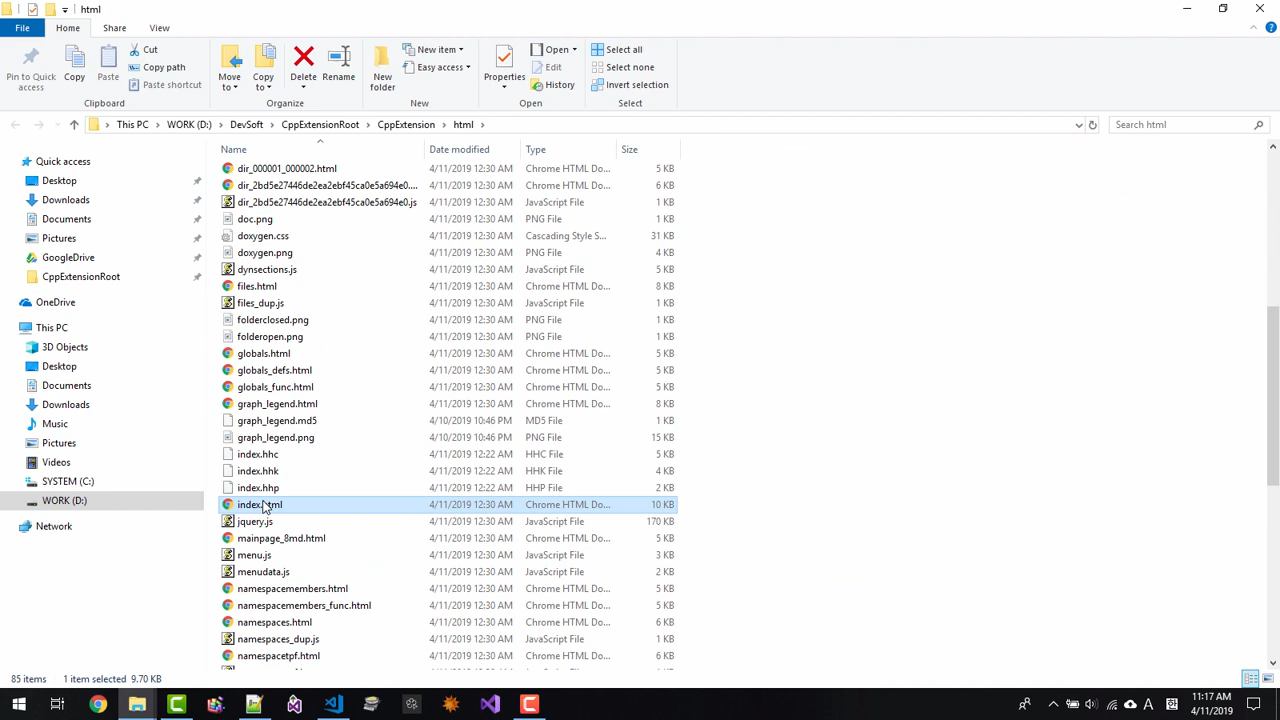 html
File
Home
Share
View
Pin to Quick access
Copy
Paste
Cut
Copy path
Paste shortcut
Clipboard
Move to
Copy to
Delete
Rename
Organize
New folder
New item
Easy access
New
Properties
Open
Edit
History
Open
Select all
Select none
Invert selection
Select
This PC > WORK (D:) > DevSoft > CppExtensionRoot > CppExtension > html >
Search html
Quick access
Desktop
Downloads
Documents
Pictures
GoogleDrive
CppExtensionRoot
OneDrive
This PC
3D Objects
Desktop
Documents
Downloads
Music
Pictures
Videos
SYSTEM (C:)
WORK (D:)
Network
Name Date modified Type Size
dir_000001_000002.html 4/11/2019 12:30 AM Chrome HTML Do... 5 KB
dir_2bd5e27446de2ea2ebf45ca0e5a694e0.... 4/11/2019 12:30 AM Chrome HTML Do... 6 KB
dir_2bd5e27446de2ea2ebf45ca0e5a694e0.js 4/11/2019 12:30 AM JavaScript File 1 KB
doc.png 4/11/2019 12:30 AM PNG File 1 KB
doxygen.css 4/11/2019 12:30 AM Cascading Style S... 31 KB
doxygen.png 4/11/2019 12:30 AM PNG File 4 KB
dynsections.js 4/11/2019 12:30 AM JavaScript File 5 KB
files.html 4/11/2019 12:30 AM Chrome HTML Do... 8 KB
files_dup.js 4/11/2019 12:30 AM JavaScript File 1 KB
folderclosed.png 4/11/2019 12:30 AM PNG File 1 KB
folderopen.png 4/11/2019 12:30 AM PNG File 1 KB
globals.html 4/11/2019 12:30 AM Chrome HTML Do... 5 KB
globals_defs.html 4/11/2019 12:30 AM Chrome HTML Do... 5 KB
globals_func.html 4/11/2019 12:30 AM Chrome HTML Do... 5 KB
graph_legend.html 4/11/2019 12:30 AM Chrome HTML Do... 8 KB
graph_legend.md5 4/10/2019 10:46 PM MD5 File 1 KB
graph_legend.png 4/10/2019 10:46 PM PNG File 15 KB
index.hhc 4/11/2019 12:22 AM HHC File 5 KB
index.hhk 4/11/2019 12:22 AM HHK File 4 KB
index.hhp 4/11/2019 12:22 AM HHP File 2 KB
index.html 4/11/2019 12:30 AM Chrome HTML Do... 10 KB
jquery.js 4/11/2019 12:30 AM JavaScript File 170 KB
mainpage_8md.html 4/11/2019 12:30 AM Chrome HTML Do... 5 KB
menu.js 4/11/2019 12:30 AM JavaScript File 3 KB
menudata.js 4/11/2019 12:30 AM JavaScript File 2 KB
namespacemembers.html 4/11/2019 12:30 AM Chrome HTML Do... 5 KB
namespacemembers_func.html 4/11/2019 12:30 AM Chrome HTML Do... 5 KB
namespaces.html 4/11/2019 12:30 AM Chrome HTML Do... 6 KB
namespaces_dup.js 4/11/2019 12:30 AM JavaScript File 1 KB
namespacetpf.html 4/11/2019 12:30 AM Chrome HTML Do... 6 KB
85 items 1 item selected 9.70 KB
A
11:17 AM
4/11/2019